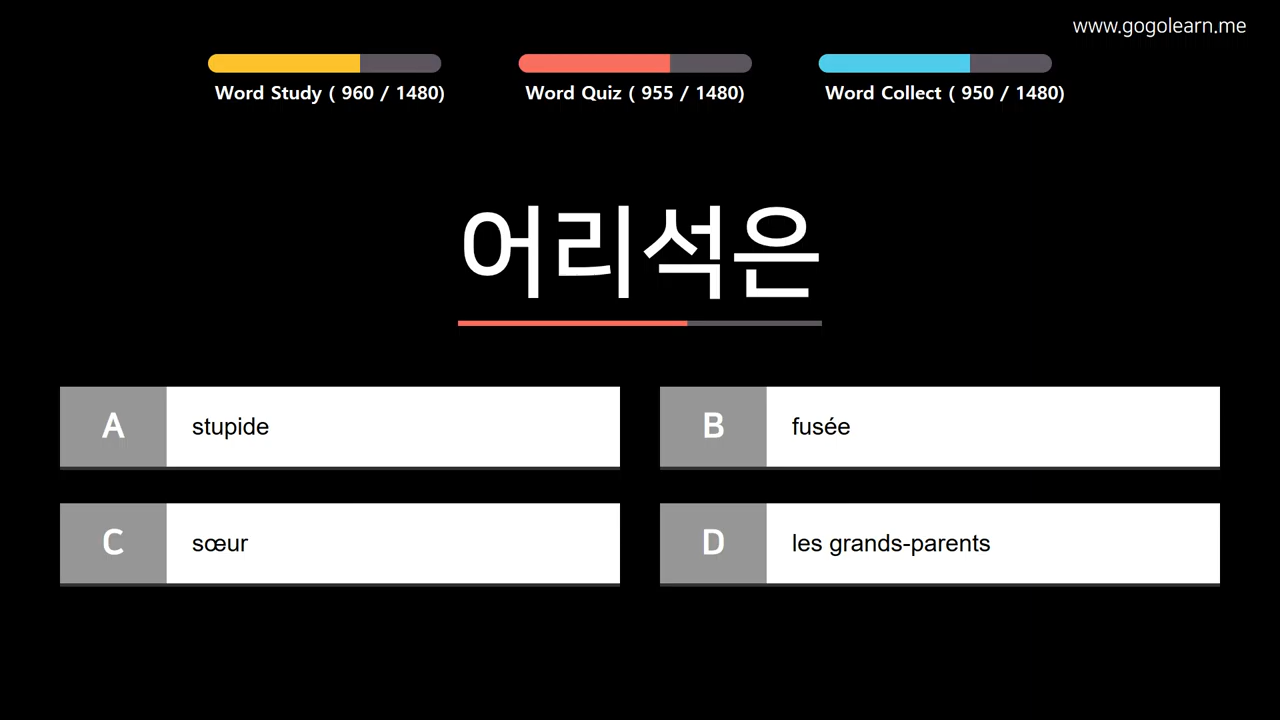 www.gogolearn.me
Word Study ( 960 / 1480)
Word Quiz ( 955 / 1480)
Word Collect ( 950 / 1480)
어리석은
A stupide
B fusée
C sœur
D les grands-parents